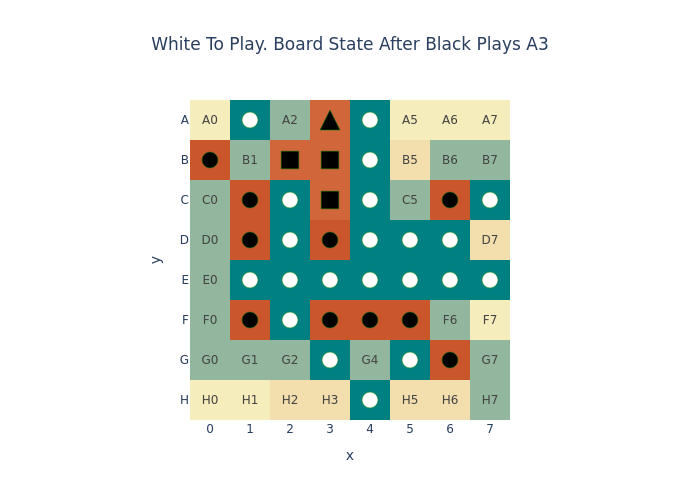 White To Play. Board State After Black Plays A3
A A0 A2 A5 A6 A7
B B1 B5 B6 B7
C C0 C5
D D0 D7
E E0
F F0 F6 F7
G G0 G1 G2 G4 G7
H H0 H1 H2 H3 H5 H6 H7
0 1 2 3 4 5 6 7
x
y